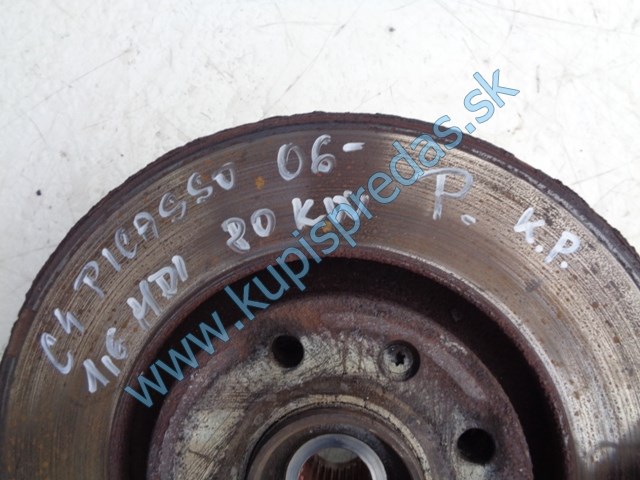 C4 PICASSO 06- P. K.P.
1,6 HDI 80 KW
www.kupispredas.sk